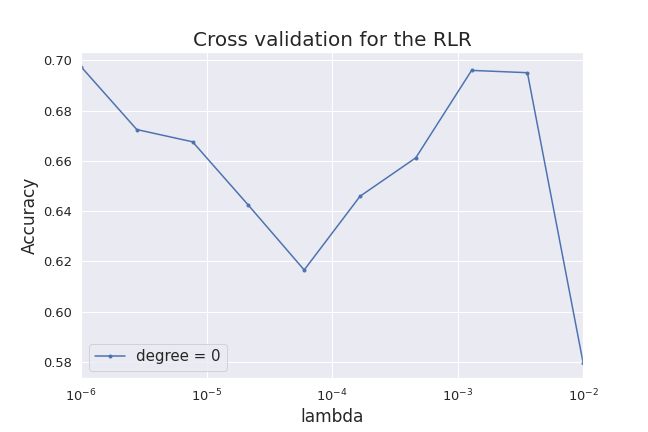 Cross validation for the RLR
0.70
0.68
0.66
0.64
0.62
0.60
0.58
Accuracy
degree = 0
10⁻⁶ 10⁻⁵ 10⁻⁴ 10⁻³ 10⁻²
lambda